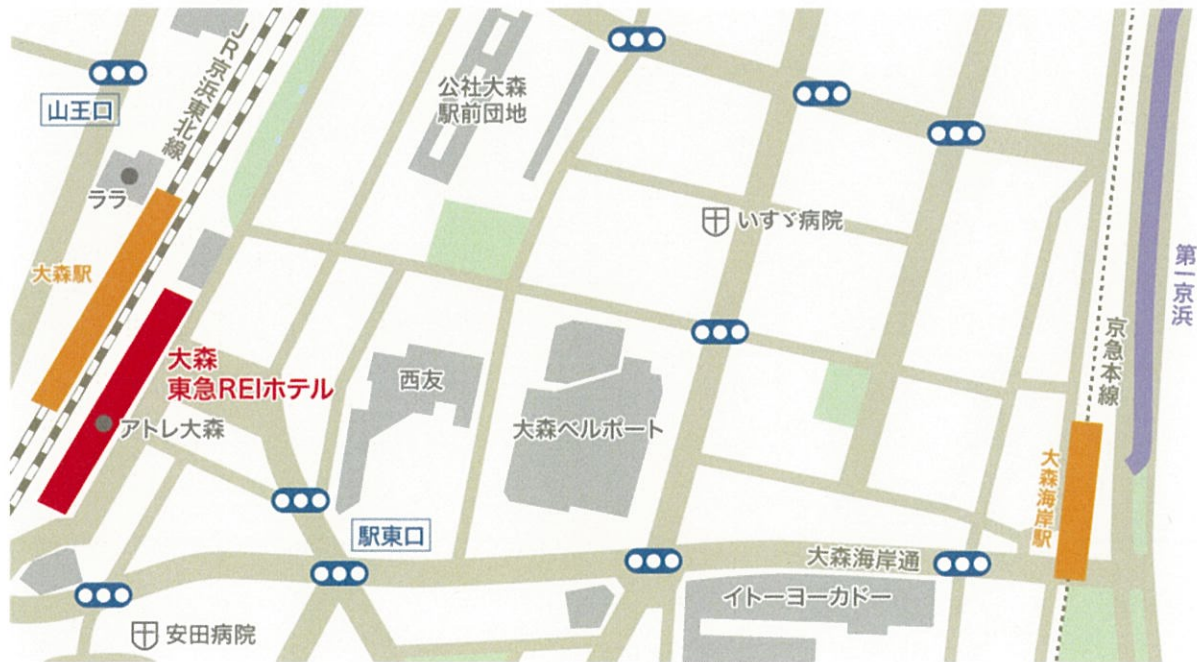 JR京浜東北線
山王口
公社大森
駅前団地
ララ
いすゞ病院
大森駅
第一京浜
京急本線
大森
東急REIホテル
西友
アトレ大森
大森ベルポート
大森海岸駅
駅東口
大森海岸通
イトーヨーカドー
安田病院